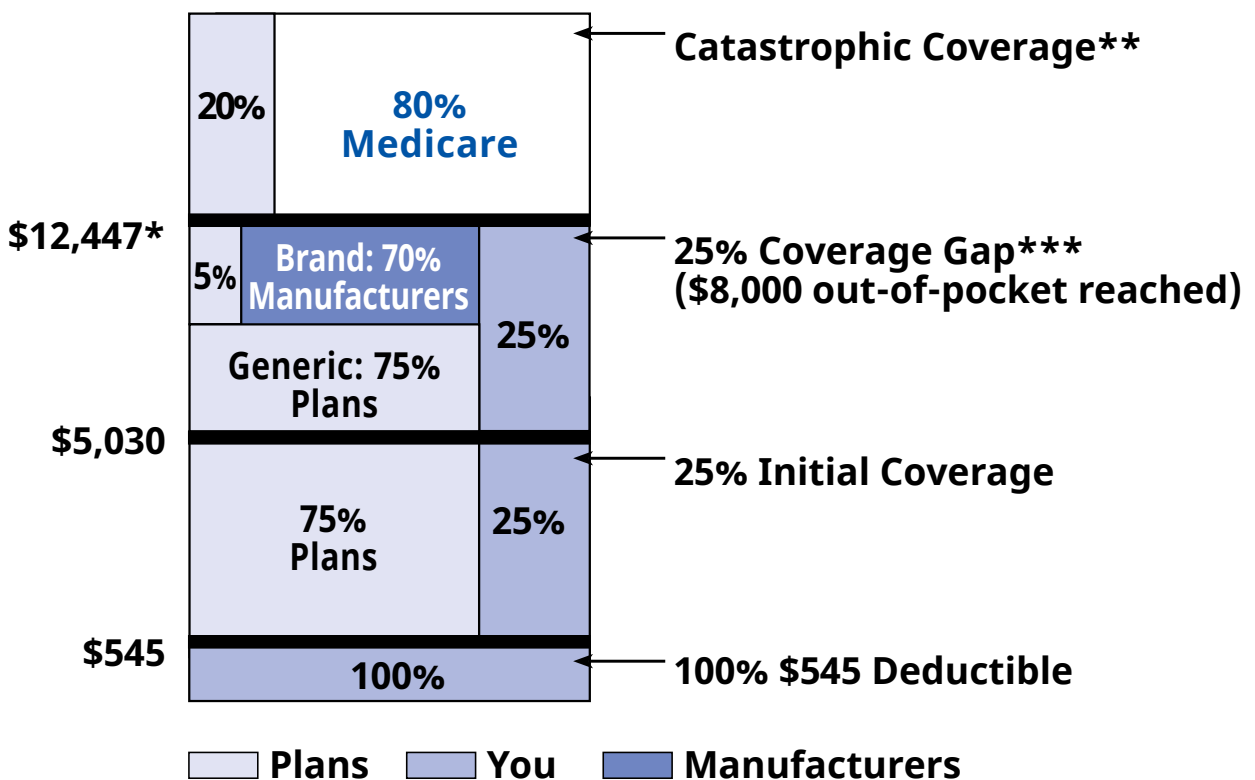 Catastrophic Coverage**
20%
80%
Medicare
$12,447*
5%
Brand: 70%
Manufacturers
25% Coverage Gap***
($8,000 out-of-pocket reached)
25%
Generic: 75%
Plans
$5,030
25% Initial Coverage
75%
Plans
25%
$545
100%
100% $545 Deductible
Plans
You
Manufacturers